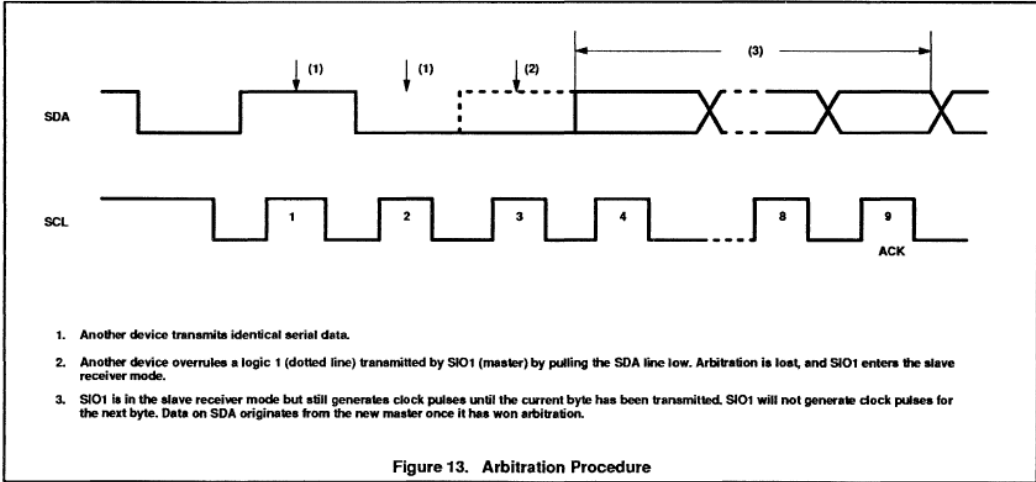 (3)
(1) (1) (2)
SDA
SCL
1 2 3 4 8 9
ACK
1. Another device transmits identical serial data.
2. Another device overrules a logic 1 (dotted line) transmitted by SIO1 (master) by pulling the SDA line low. Arbitration is lost, and SIO1 enters the slave
receiver mode.
3. SIO1 is in the slave receiver mode but still generates clock pulses until the current byte has been transmitted. SIO1 will not generate clock pulses for
the next byte. Data on SDA originates from the new master once it has won arbitration.
Figure 13. Arbitration Procedure